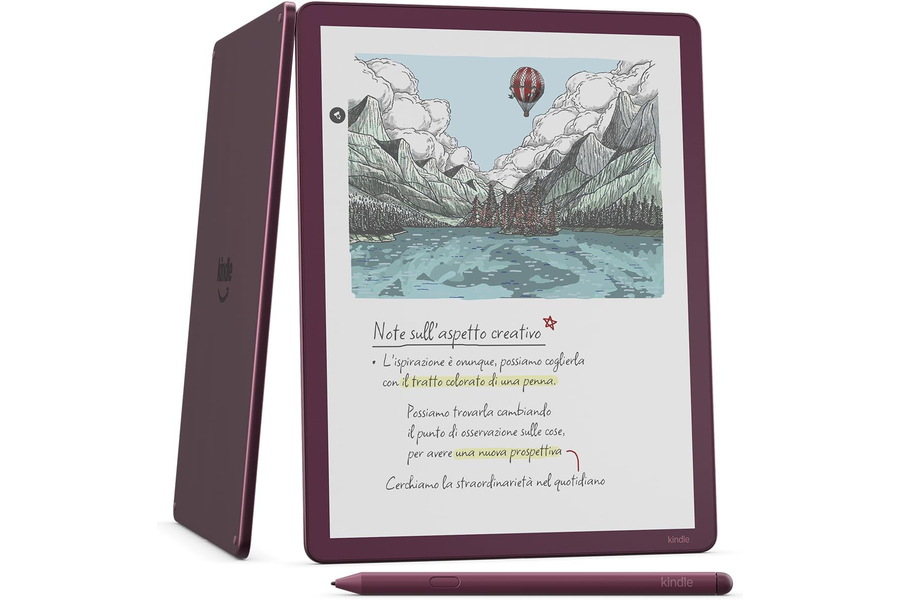 kindle
Note sull'aspetto creativo
• L'ispirazione è ovunque, possiamo coglierla
con il tratto colorato di una penna.
Possiamo trovarla cambiando
il punto di osservazione sulle cose,
per avere una nuova prospettiva
Cerchiamo la straordinarietà nel quotidiano
kindle
kindle